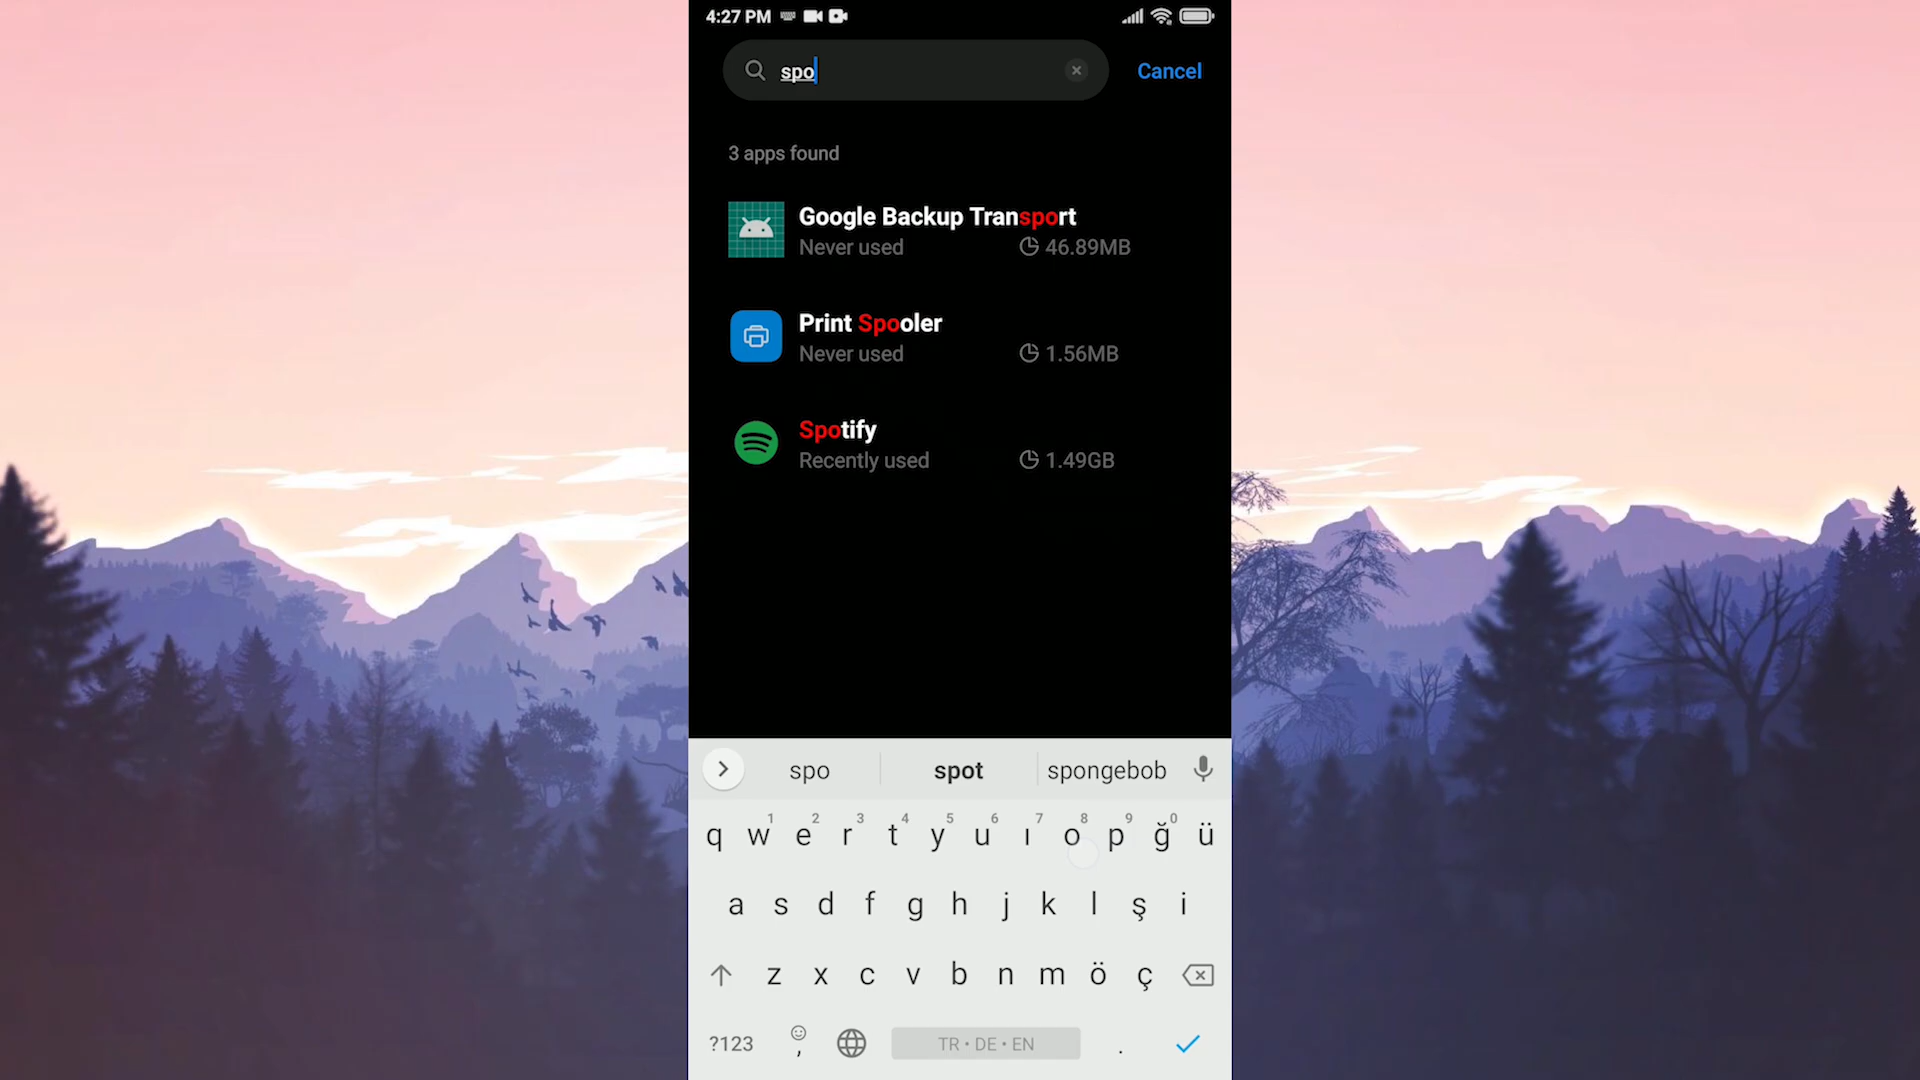 4:27 PM
spo
Cancel
3 apps found
Google Backup Transport
Never used 46.89MB
Print Spooler
Never used 1.56MB
Spotify
Recently used 1.49GB
spo spot spongebob
1 2 3 4 5 6 7 8 9 0
q w e r t y u ı o p ğ ü
a s d f g h j k l ş i
z x c v b n m ö ç
?123 , TR • DE • EN .